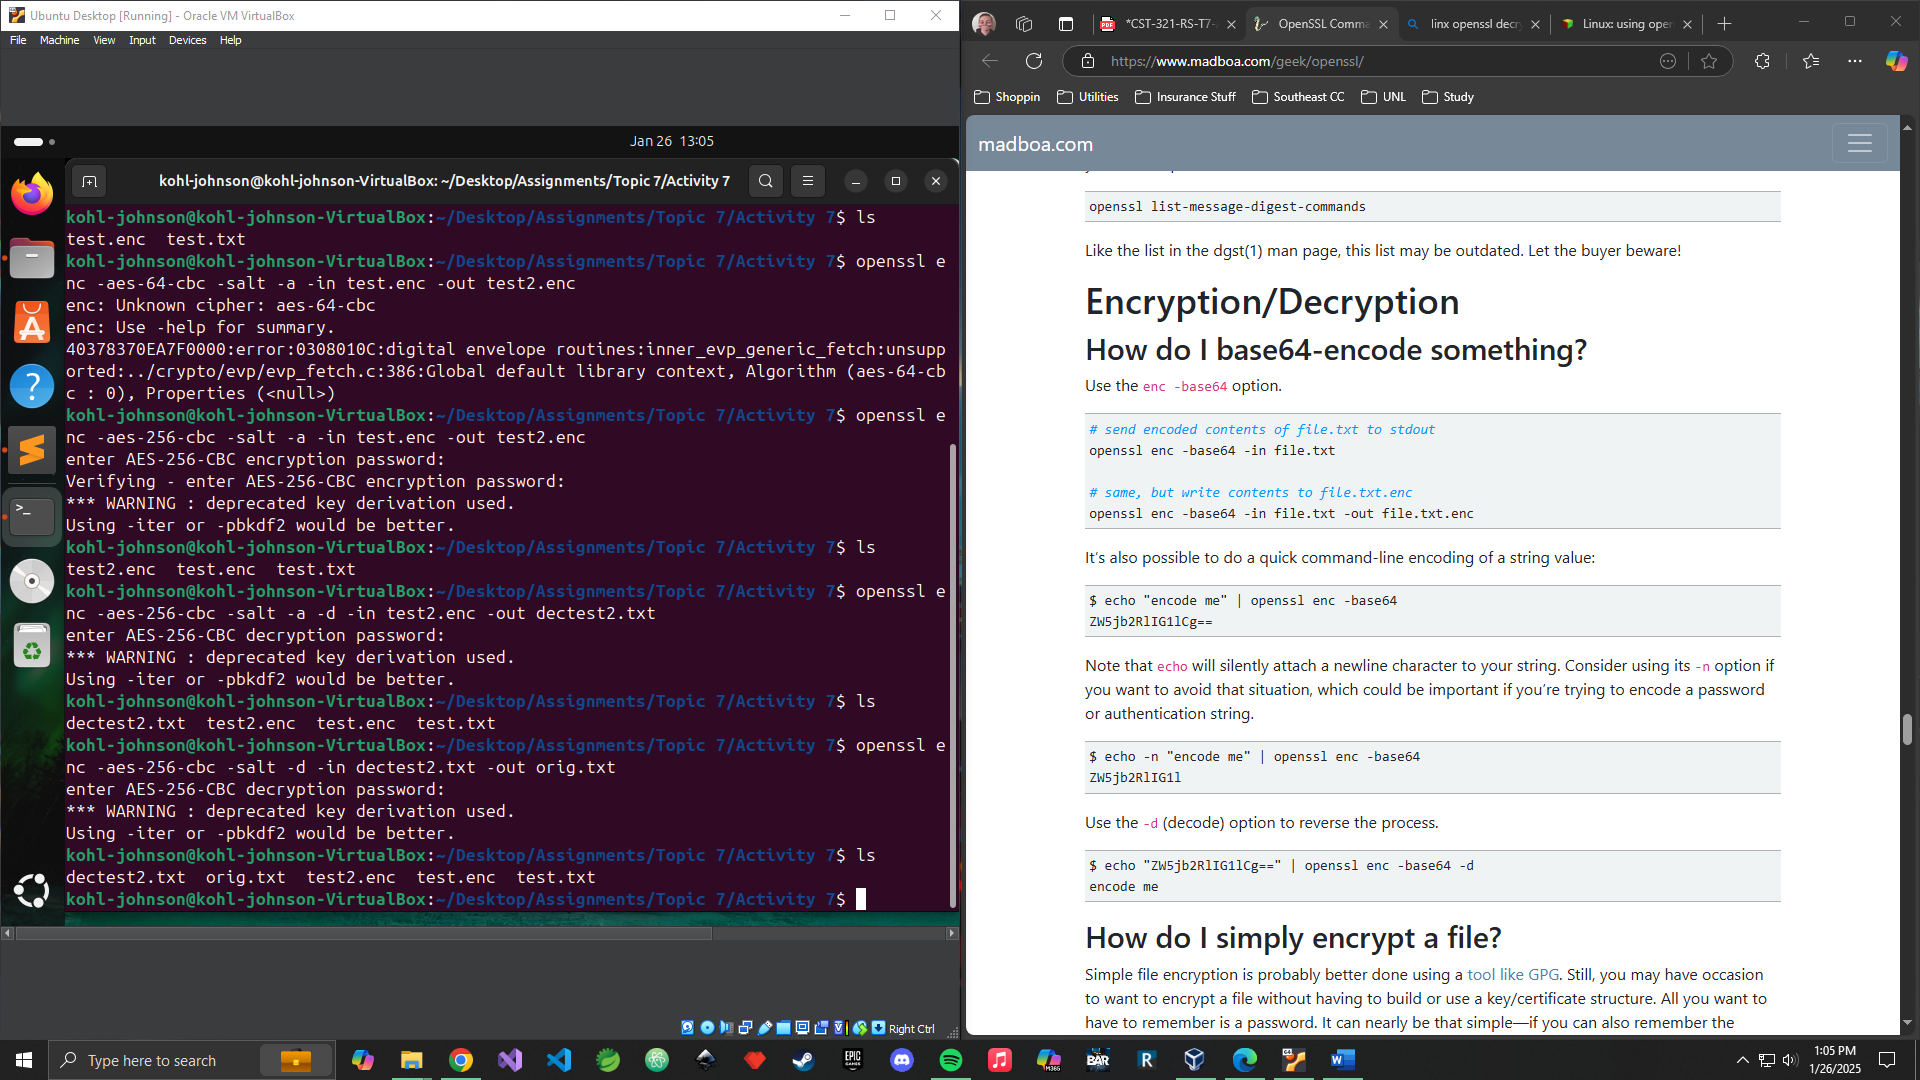 Ubuntu Desktop [Running] - Oracle VM VirtualBox
File Machine View Input Devices Help
Jan 26 13:05
kohl-johnson@kohl-johnson-VirtualBox: ~/Desktop/Assignments/Topic 7/Activity 7
kohl-johnson@kohl-johnson-VirtualBox:~/Desktop/Assignments/Topic 7/Activity 7$ ls
test.enc  test.txt
kohl-johnson@kohl-johnson-VirtualBox:~/Desktop/Assignments/Topic 7/Activity 7$ openssl e
nc -aes-64-cbc -salt -a -in test.enc -out test2.enc
enc: Unknown cipher: aes-64-cbc
enc: Use -help for summary.
40378370EA7F0000:error:0308010C:digital envelope routines:inner_evp_generic_fetch:unsupp
orted:../crypto/evp/evp_fetch.c:386:Global default library context, Algorithm (aes-64-cb
c : 0), Properties (<null>)
kohl-johnson@kohl-johnson-VirtualBox:~/Desktop/Assignments/Topic 7/Activity 7$ openssl e
nc -aes-256-cbc -salt -a -in test.enc -out test2.enc
enter AES-256-CBC encryption password:
Verifying - enter AES-256-CBC encryption password:
*** WARNING : deprecated key derivation used.
Using -iter or -pbkdf2 would be better.
kohl-johnson@kohl-johnson-VirtualBox:~/Desktop/Assignments/Topic 7/Activity 7$ ls
test2.enc  test.enc  test.txt
kohl-johnson@kohl-johnson-VirtualBox:~/Desktop/Assignments/Topic 7/Activity 7$ openssl e
nc -aes-256-cbc -salt -a -d -in test2.enc -out dectest2.txt
enter AES-256-CBC decryption password:
*** WARNING : deprecated key derivation used.
Using -iter or -pbkdf2 would be better.
kohl-johnson@kohl-johnson-VirtualBox:~/Desktop/Assignments/Topic 7/Activity 7$ ls
dectest2.txt  test2.enc  test.enc  test.txt
kohl-johnson@kohl-johnson-VirtualBox:~/Desktop/Assignments/Topic 7/Activity 7$ openssl e
nc -aes-256-cbc -salt -d -in dectest2.txt -out orig.txt
enter AES-256-CBC decryption password:
*** WARNING : deprecated key derivation used.
Using -iter or -pbkdf2 would be better.
kohl-johnson@kohl-johnson-VirtualBox:~/Desktop/Assignments/Topic 7/Activity 7$ ls
dectest2.txt  orig.txt  test2.enc  test.enc  test.txt
kohl-johnson@kohl-johnson-VirtualBox:~/Desktop/Assignments/Topic 7/Activity 7$
Right Ctrl
*CST-321-RS-T7-
OpenSSL Comma
linx openssl decr
Linux: using open
https://www.madboa.com/geek/openssl/
Shoppin
Utilities
Insurance Stuff
Southeast CC
UNL
Study
madboa.com
openssl list-message-digest-commands
Like the list in the dgst(1) man page, this list may be outdated. Let the buyer beware!
Encryption/Decryption
How do I base64-encode something?
Use the enc -base64 option.
# send encoded contents of file.txt to stdout
openssl enc -base64 -in file.txt
# same, but write contents to file.txt.enc
openssl enc -base64 -in file.txt -out file.txt.enc
It's also possible to do a quick command-line encoding of a string value:
$ echo "encode me" | openssl enc -base64
ZW5jb2RlIG1lCg==
Note that echo will silently attach a newline character to your string. Consider using its -n option if
you want to avoid that situation, which could be important if you're trying to encode a password
or authentication string.
$ echo -n "encode me" | openssl enc -base64
ZW5jb2RlIG1l
Use the -d (decode) option to reverse the process.
$ echo "ZW5jb2RlIG1lCg==" | openssl enc -base64 -d
encode me
How do I simply encrypt a file?
Simple file encryption is probably better done using a tool like GPG. Still, you may have occasion
to want to encrypt a file without having to build or use a key/certificate structure. All you want to
have to remember is a password. It can nearly be that simple—if you can also remember the
Type here to search
1:05 PM
1/26/2025